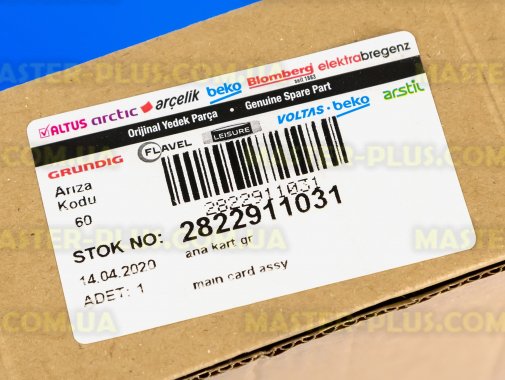 ALTUS arctic arçelik beko Blomberg elektrabregenz
seit 1883
Orijinal Yedek Parça • Genuine Spare Part
GRUNDIG FLAVEL LEISURE VOLTAS•beko arstil
Arıza
Kodu
60
2822911031
STOK NO: 2822911031
14.04.2020 ana kart gr
ADET: 1 main card assy
MASTER-PLUS.COM.UA